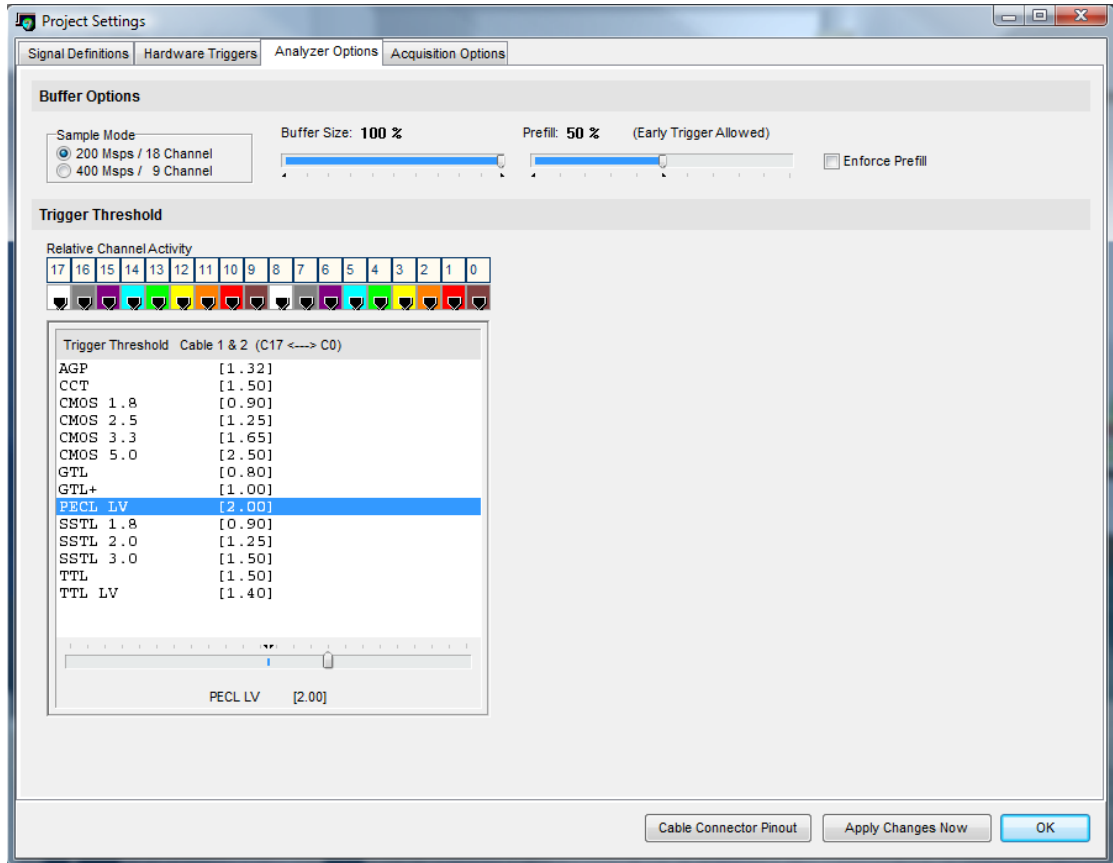 Project Settings
Signal Definitions Hardware Triggers Analyzer Options Acquisition Options
Buffer Options
Sample Mode Buffer Size: 100 % Prefill: 50 % (Early Trigger Allowed)
200 Msps / 18 Channel
400 Msps / 9 Channel
Enforce Prefill
Trigger Threshold
Relative Channel Activity
17 16 15 14 13 12 11 10 9 8 7 6 5 4 3 2 1 0
Trigger Threshold Cable 1 & 2 (C17 <---> C0)
AGP [1.32]
CCT [1.50]
CMOS 1.8 [0.90]
CMOS 2.5 [1.25]
CMOS 3.3 [1.65]
CMOS 5.0 [2.50]
GTL [0.80]
GTL+ [1.00]
PECL LV [2.00]
SSTL 1.8 [0.90]
SSTL 2.0 [1.25]
SSTL 3.0 [1.50]
TTL [1.50]
TTL LV [1.40]
PECL LV [2.00]
Cable Connector Pinout Apply Changes Now OK